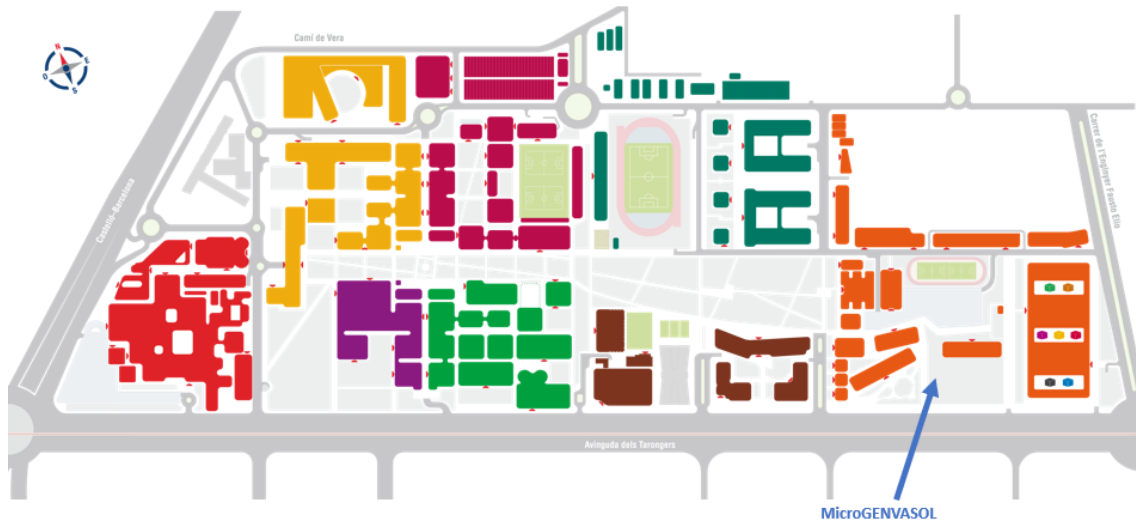 Camí de Vera
N
E
O
S
Castelló-Barcelona
Carrer de l'Enginyer Fausto Elio
Avinguda dels Tarongers
MicroGENVASOL